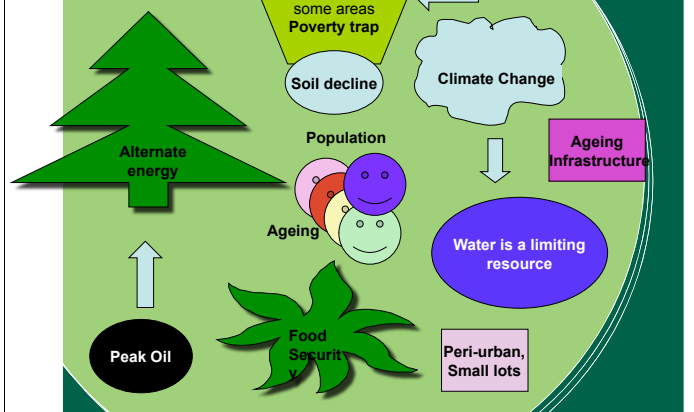 some areas
Poverty trap
Soil decline
Climate Change
Population
Ageing
Infrastructure
Alternate
energy
Ageing
Water is a limiting
resource
Food
Securit
y
Peak Oil
Peri-urban,
Small lots